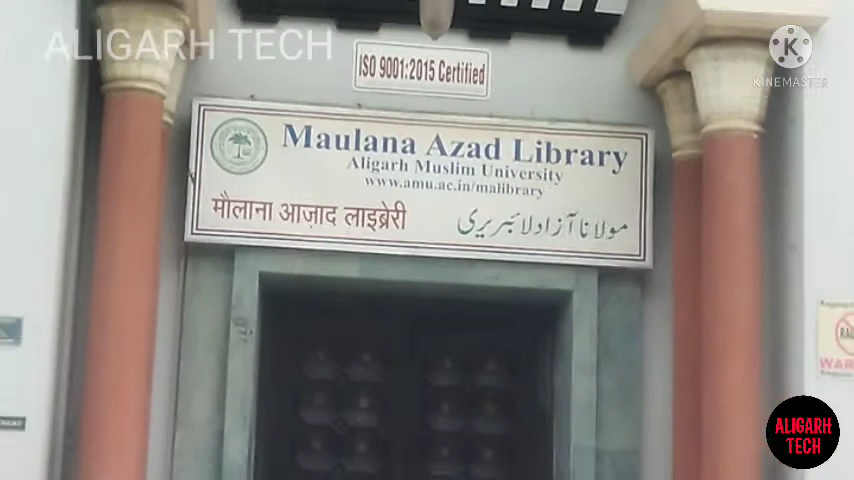 ALIGARH TECH
ISO 9001:2015 Certified
KINEMASTER
Maulana Azad Library
Aligarh Muslim University
www.amu.ac.in/malibrary
मौलाना आज़ाद लाइब्रेरी
مولانا آزاد لائبریری
ALIGARH
TECH